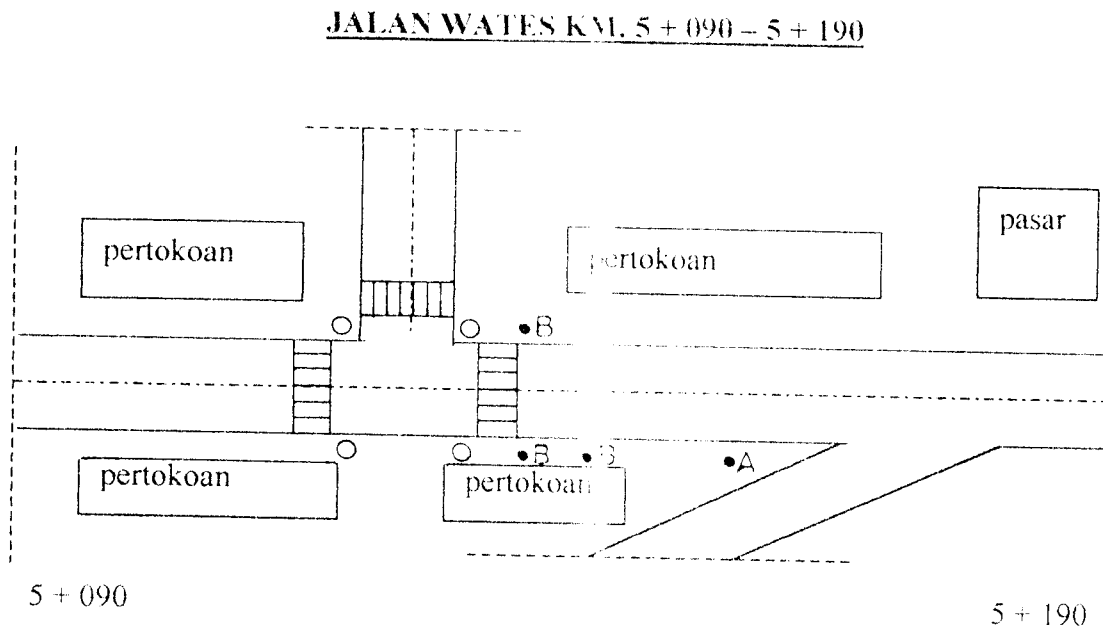 JALAN WATES KM. 5 + 090 – 5 + 190
pertokoan
pertokoan
pasar
B
B
S
A
pertokoan
pertokoan
5 + 090
5 + 190